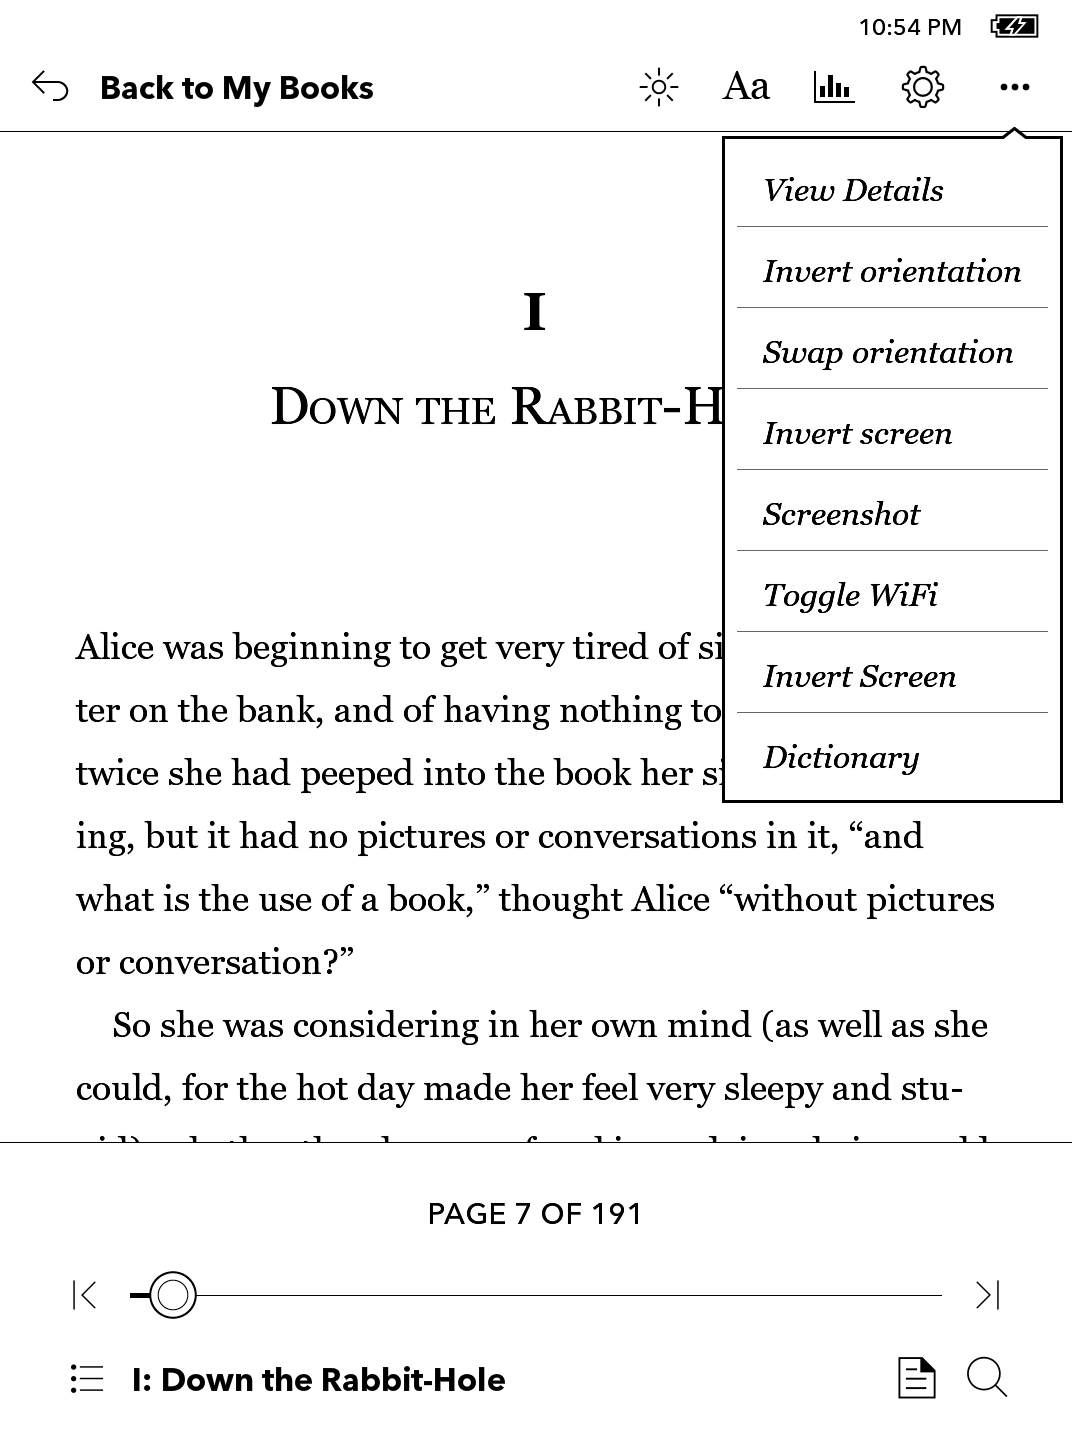 10:54 PM
Back to My Books
Aa
View Details
Invert orientation
Swap orientation
Invert screen
Screenshot
Toggle WiFi
Invert Screen
Dictionary
I
Down the Rabbit-H
Alice was beginning to get very tired of si
ter on the bank, and of having nothing to
twice she had peeped into the book her si
ing, but it had no pictures or conversations in it, “and
what is the use of a book,” thought Alice “without pictures
or conversation?”
So she was considering in her own mind (as well as she
could, for the hot day made her feel very sleepy and stu-
PAGE 7 OF 191
I: Down the Rabbit-Hole